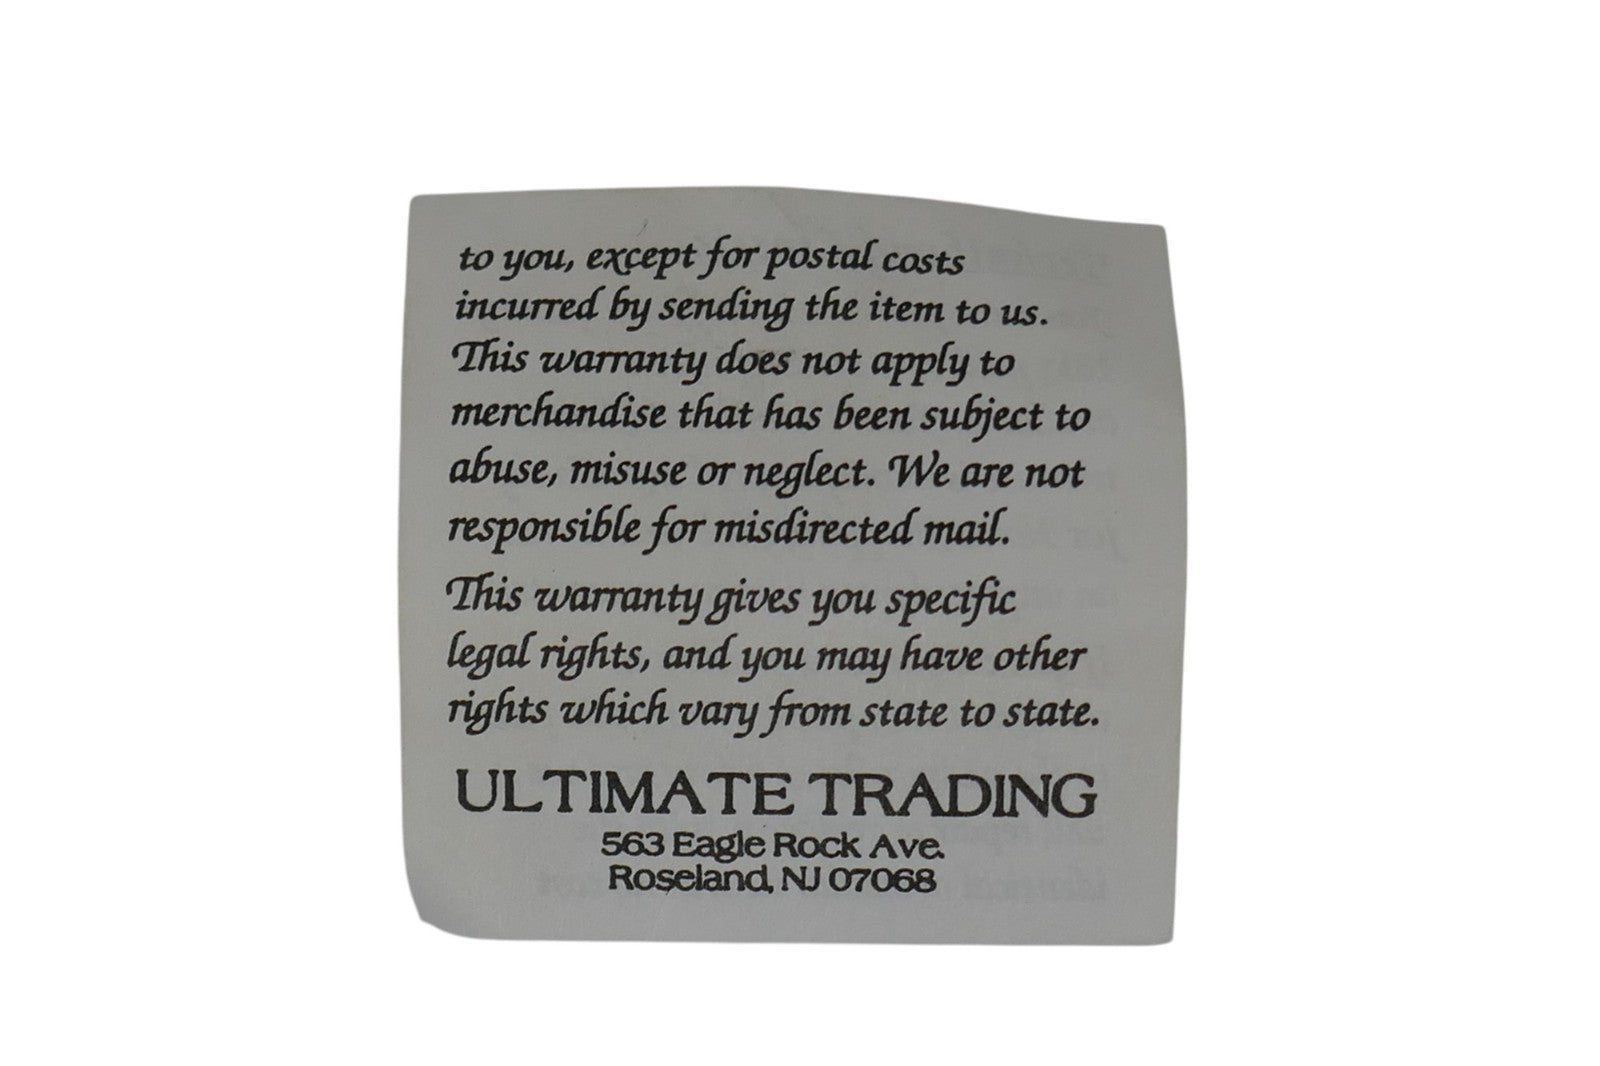 to you, except for postal costs
incurred by sending the item to us.
This warranty does not apply to
merchandise that has been subject to
abuse, misuse or neglect. We are not
responsible for misdirected mail.
This warranty gives you specific
legal rights, and you may have other
rights which vary from state to state.
ULTIMATE TRADING
563 Eagle Rock Ave.
Roseland, NJ 07068